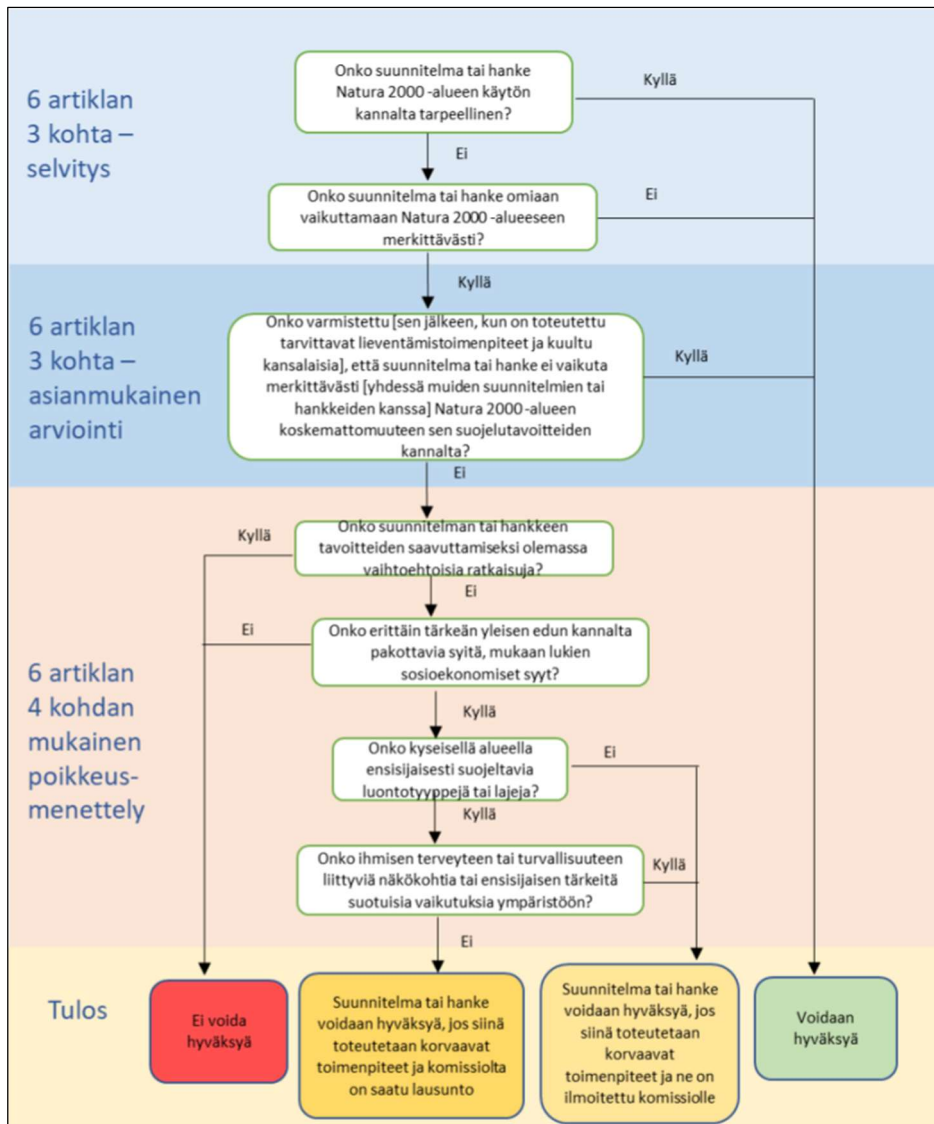 Onko suunnitelma tai hanke
Natura 2000 -alueen käytön
kannalta tarpeellinen?
Kyllä
6 artiklan
3 kohta –
selvitys
Ei
Onko suunnitelma tai hanke omiaan
vaikuttamaan Natura 2000 -alueeseen
merkittävästi?
Ei
Kyllä
6 artiklan
3 kohta –
asianmukainen
arviointi
Onko varmistettu [sen jälkeen, kun on toteutettu
tarvittavat lieventämistoimenpiteet ja kuultu
kansalaisia], että suunnitelma tai hanke ei vaikuta
merkittävästi [yhdessä muiden suunnitelmien tai
hankkeiden kanssa] Natura 2000 -alueen
koskemattomuuteen sen suojelutavoitteiden
kannalta?
Kyllä
Ei
Kyllä
Onko suunnitelman tai hankkeen
tavoitteiden saavuttamiseksi olemassa
vaihtoehtoisia ratkaisuja?
Ei
Ei
Onko erittäin tärkeän yleisen edun kannalta
pakottavia syitä, mukaan lukien
sosioekonomiset syyt?
6 artiklan
4 kohdan
mukainen
poikkeus-
menettely
Kyllä
Onko kyseisellä alueella
ensisijaisesti suojeltavia
luontotyyppejä tai lajeja?
Ei
Kyllä
Onko ihmisen terveyteen tai turvallisuuteen
liittyviä näkökohtia tai ensisijaisen tärkeitä
suotuisia vaikutuksia ympäristöön?
Kyllä
Ei
Tulos
Ei voida
hyväksyä
Suunnitelma tai hanke
voidaan hyväksyä, jos siinä
toteutetaan korvaavat
toimenpiteet ja komissiolta
on saatu lausunto
Suunnitelma tai hanke
voidaan hyväksyä, jos
siinä toteutetaan
korvaavat
toimenpiteet ja ne on
ilmoitettu komissiolle
Voidaan
hyväksyä